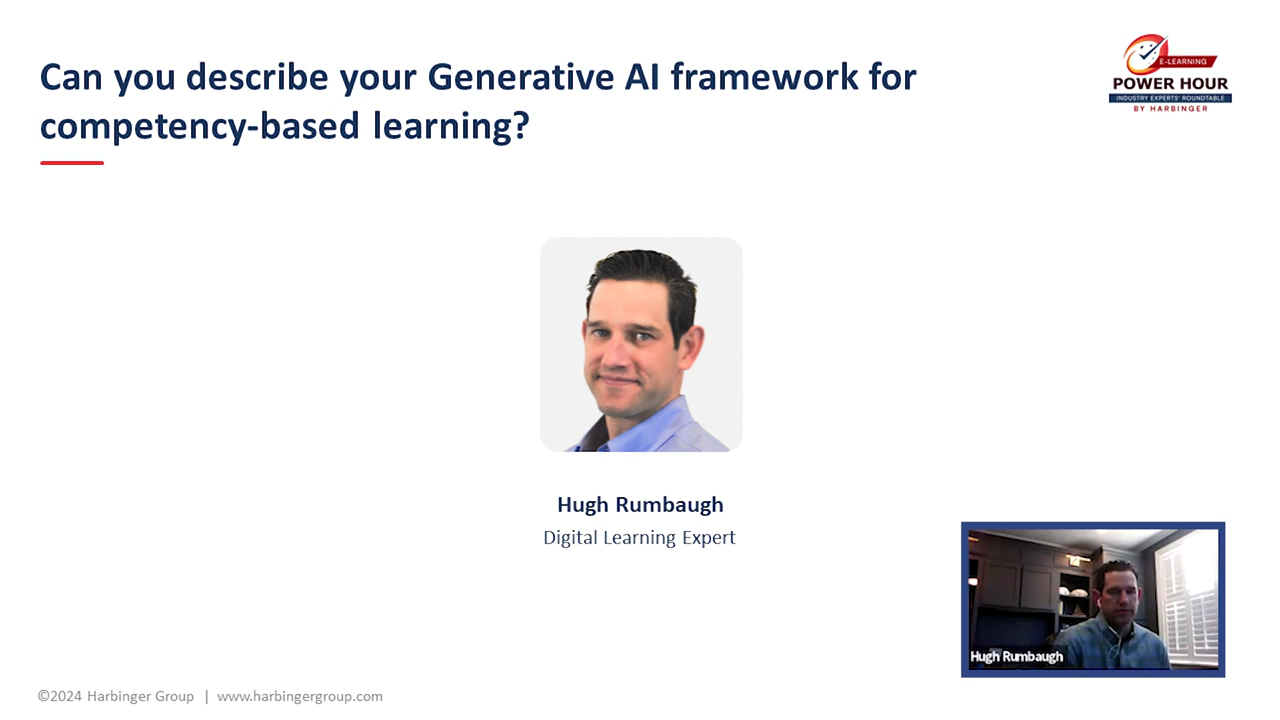 Can you describe your Generative AI framework for
competency-based learning?
E-LEARNING
POWER HOUR
INDUSTRY EXPERTS' ROUNDTABLE
BY HARBINGER
Hugh Rumbaugh
Digital Learning Expert
Hugh Rumbaugh
©2024 Harbinger Group | www.harbingergroup.com